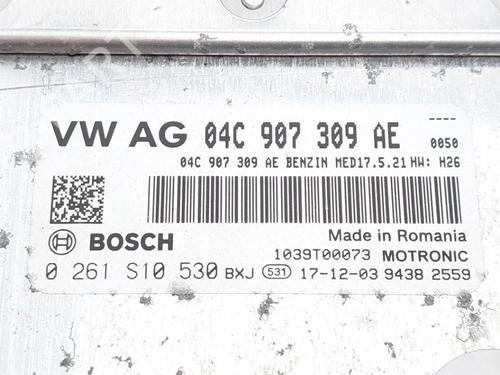 VW AG 04C 907 309 AE ----
0050
04C 907 309 AE BENZIN MED17.5.21 HW: H26
BOSCH
Made in Romania
1039T00073 MOTRONIC
0 261 S10 530 BXJ 531 17-12-03 9438 2559